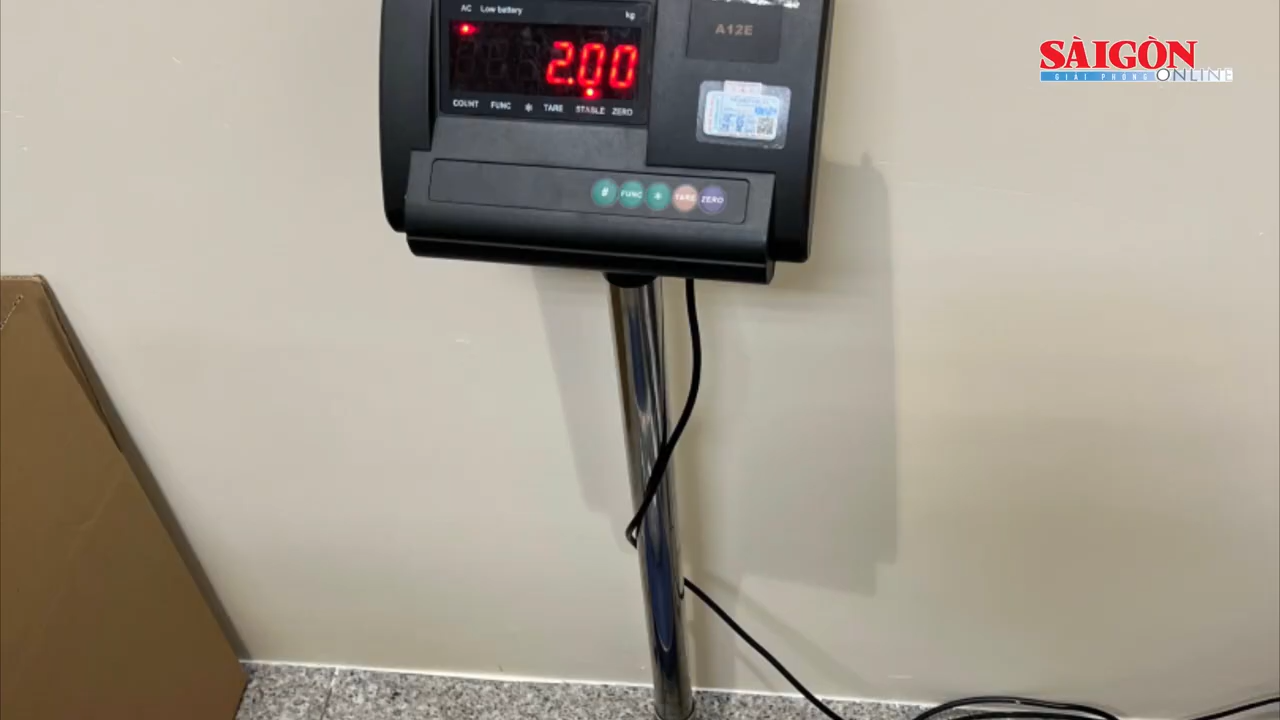 AC Low battery
kg
2.00
COUNT FUNC ✻ TARE STABLE ZERO
A12E
# FUNC ✻ TARE ZERO
SÀIGÒN
GIẢI PHÓNG ONLINE